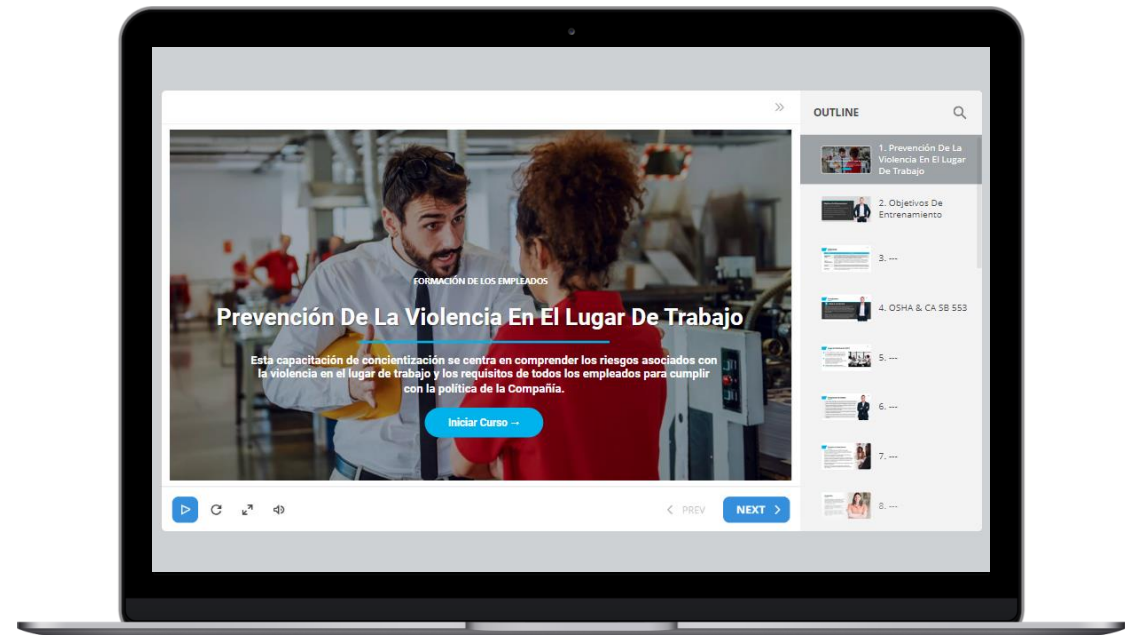 FORMACIÓN DE LOS EMPLEADOS
Prevención De La Violencia En El Lugar De Trabajo
Esta capacitación de concientización se centra en comprender los riesgos asociados con
la violencia en el lugar de trabajo y los requisitos de todos los empleados para cumplir
con la política de la Compañía.
Iniciar Curso →
< PREV
NEXT >
OUTLINE
1. Prevención De La
Violencia En El Lugar
De Trabajo
2. Objetivos De
Entrenamiento
3. ---
4. OSHA & CA SB 553
5. ---
6. ---
7. ---
8. ---